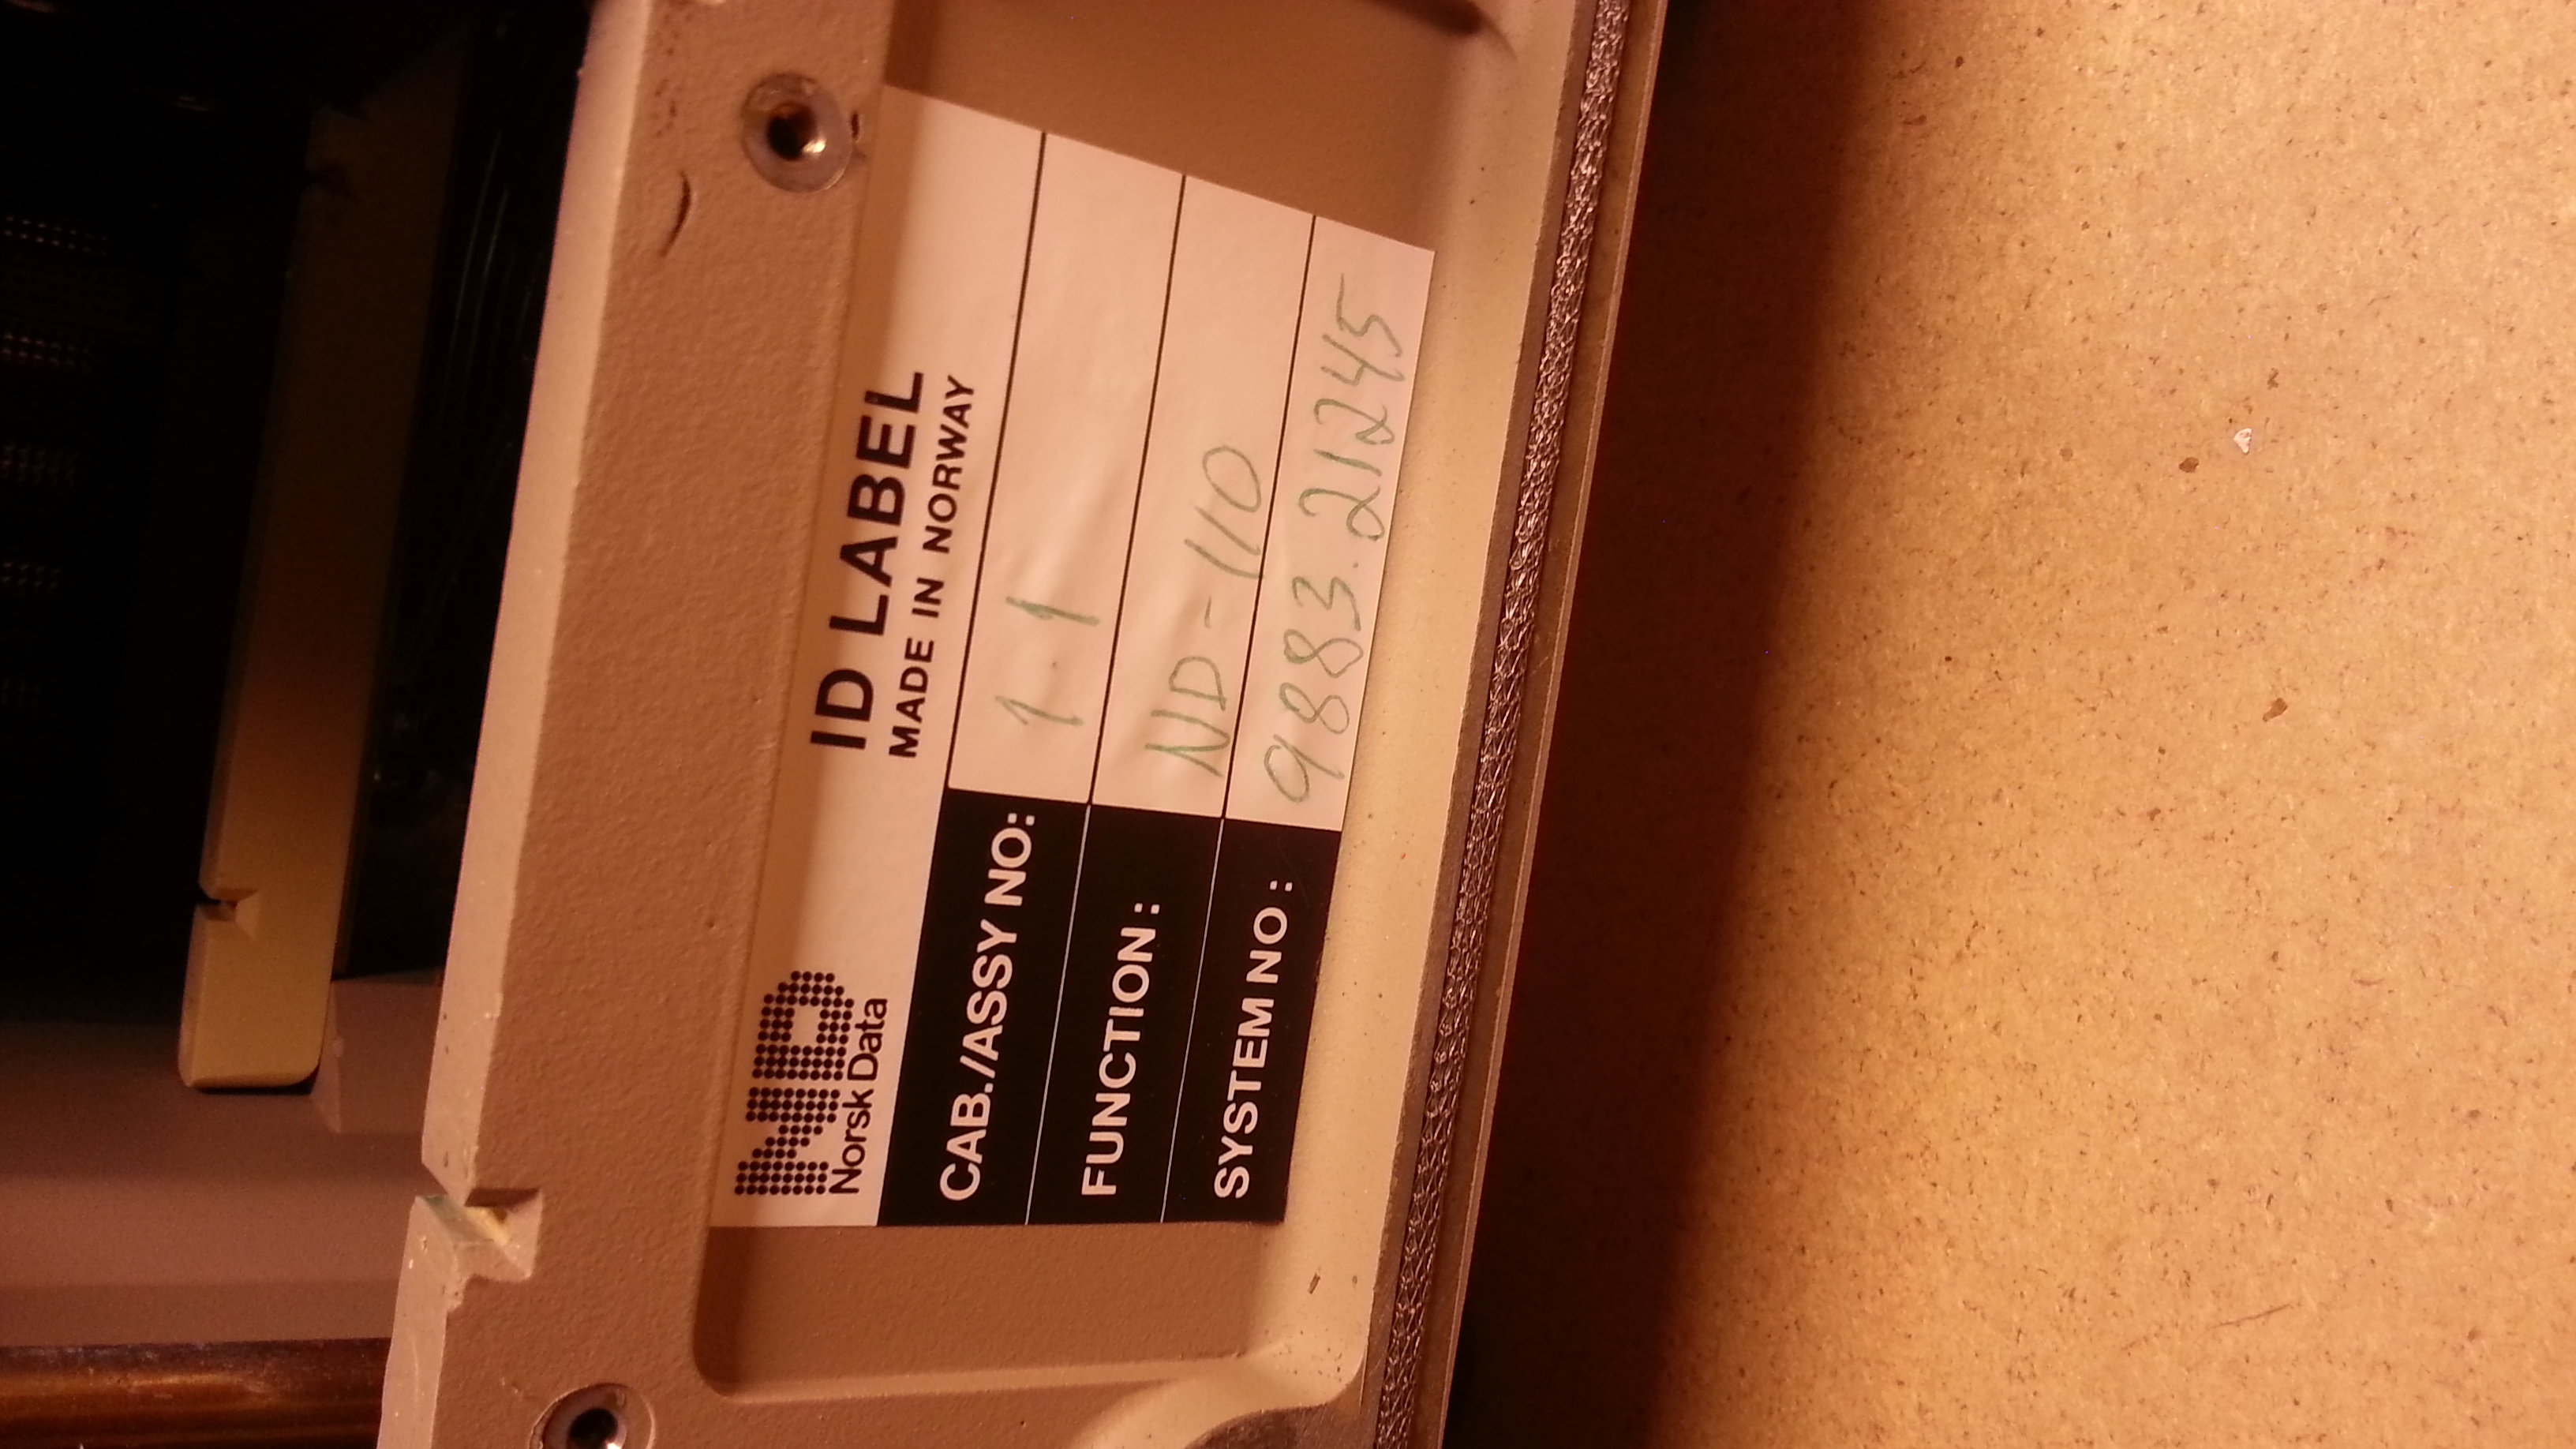 ND
Norsk Data
ID LABEL
MADE IN NORWAY
CAB./ASSY NO: 1-1
FUNCTION: ND-110
SYSTEM NO: 9883.21245